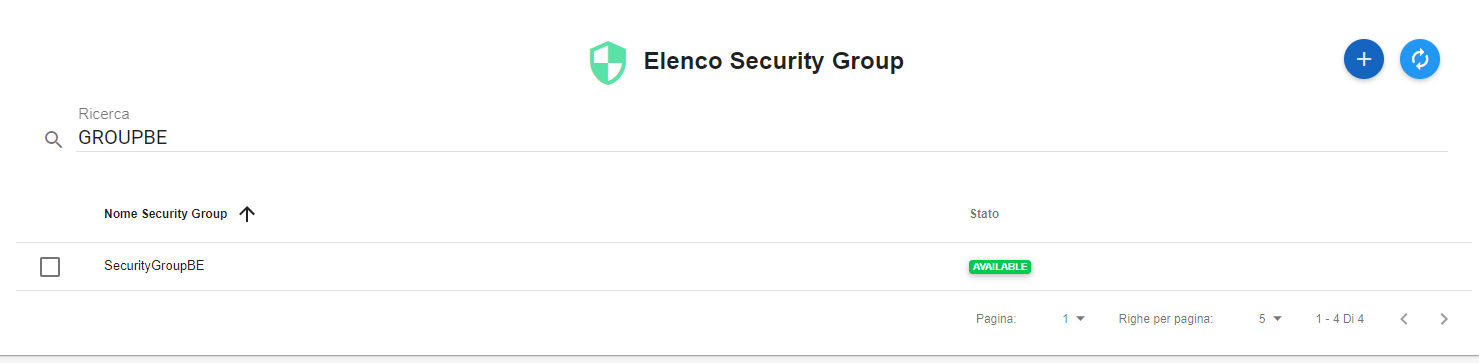 Elenco Security Group
Ricerca
GROUPBE
Nome Security Group Stato
SecurityGroupBE AVAILABLE
Pagina: 1 Righe per pagina: 5 1 - 4 Di 4